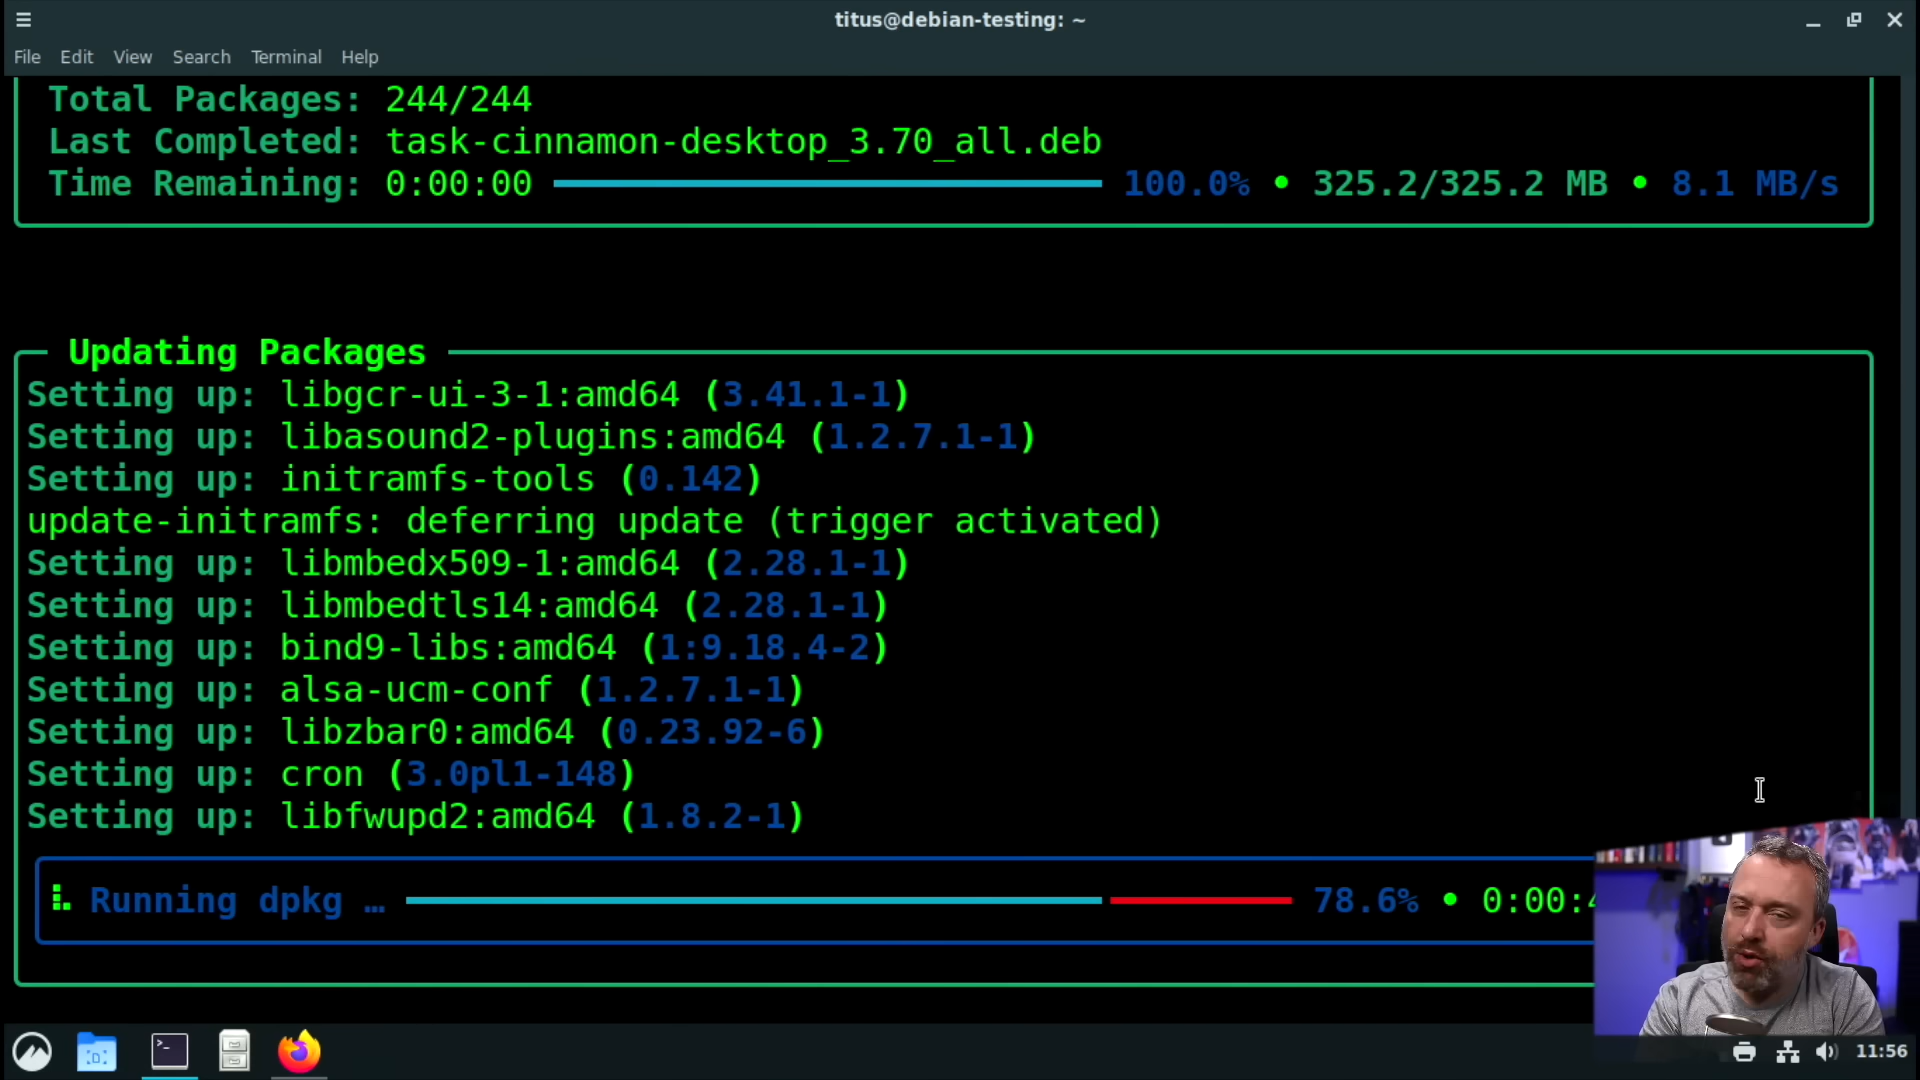 titus@debian-testing: ~
File Edit View Search Terminal Help
Total Packages: 244/244
Last Completed: task-cinnamon-desktop_3.70_all.deb
Time Remaining: 0:00:00 100.0% • 325.2/325.2 MB • 8.1 MB/s
Updating Packages
Setting up: libgcr-ui-3-1:amd64 (3.41.1-1)
Setting up: libasound2-plugins:amd64 (1.2.7.1-1)
Setting up: initramfs-tools (0.142)
update-initramfs: deferring update (trigger activated)
Setting up: libmbedx509-1:amd64 (2.28.1-1)
Setting up: libmbedtls14:amd64 (2.28.1-1)
Setting up: bind9-libs:amd64 (1:9.18.4-2)
Setting up: alsa-ucm-conf (1.2.7.1-1)
Setting up: libzbar0:amd64 (0.23.92-6)
Setting up: cron (3.0pl1-148)
Setting up: libfwupd2:amd64 (1.8.2-1)
Running dpkg … 78.6% • 0:00:
11:56